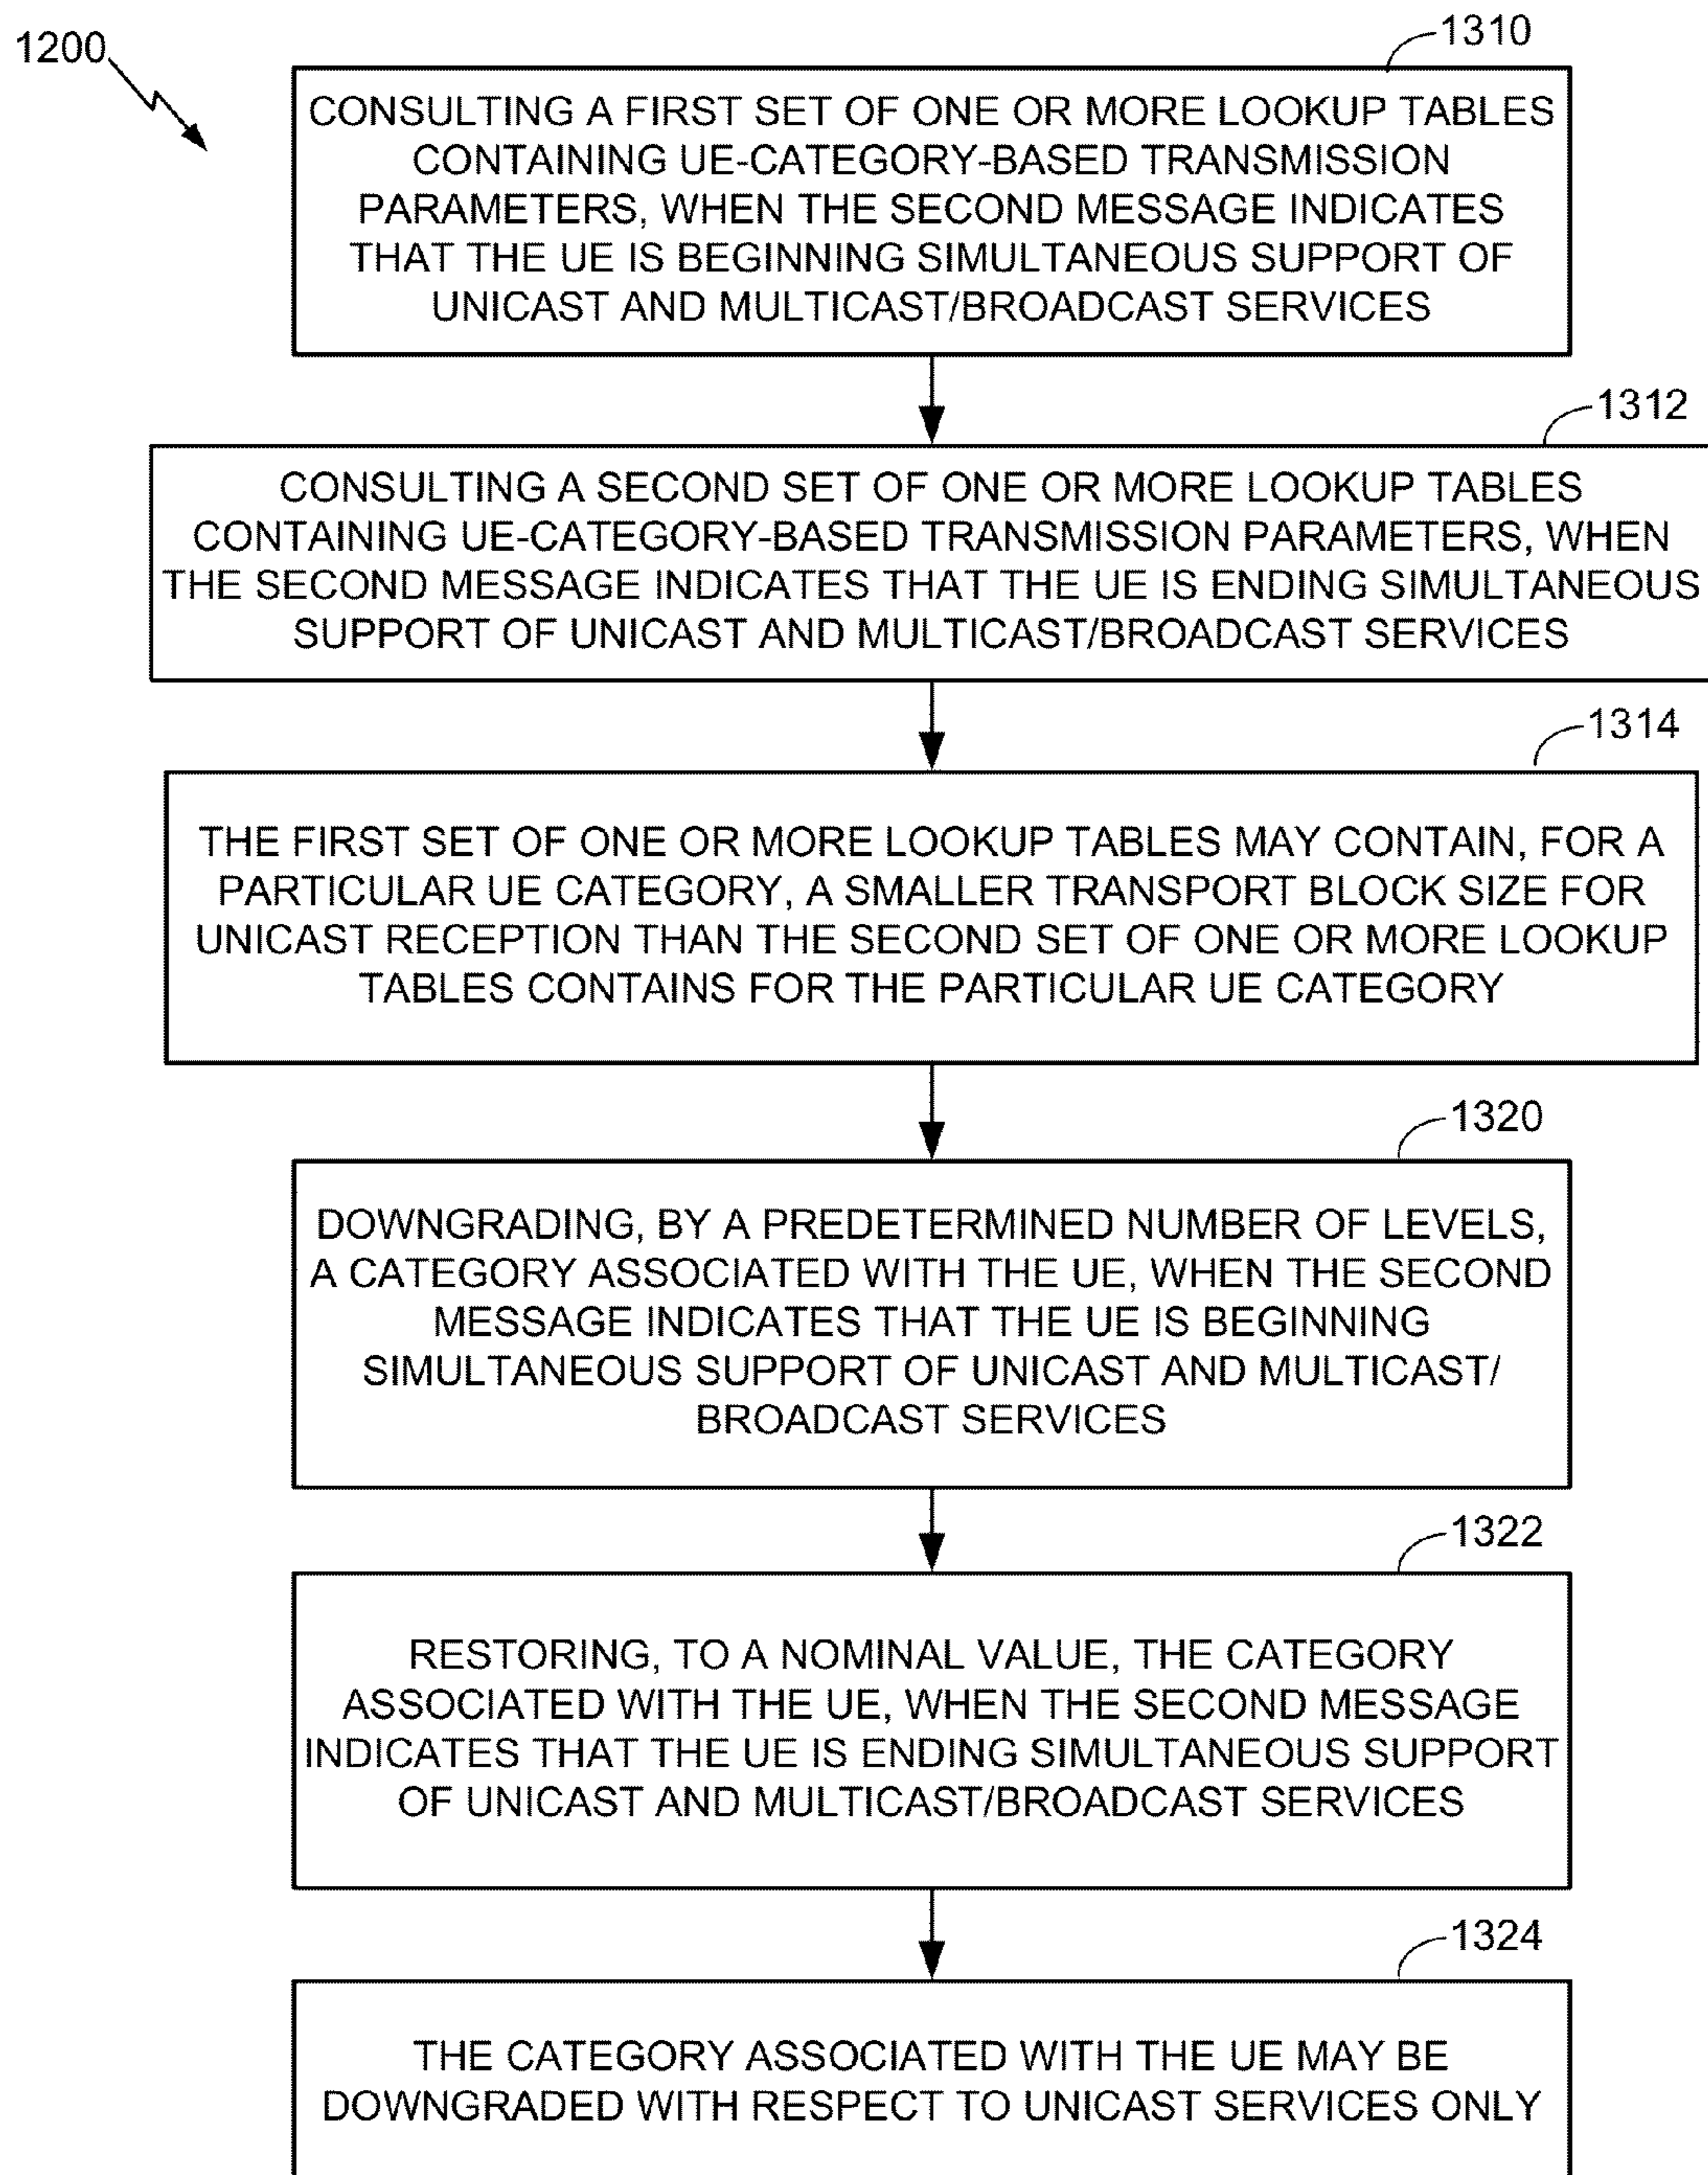 1200
1310
CONSULTING A FIRST SET OF ONE OR MORE LOOKUP TABLES
CONTAINING UE-CATEGORY-BASED TRANSMISSION
PARAMETERS, WHEN THE SECOND MESSAGE INDICATES
THAT THE UE IS BEGINNING SIMULTANEOUS SUPPORT OF
UNICAST AND MULTICAST/BROADCAST SERVICES
1312
CONSULTING A SECOND SET OF ONE OR MORE LOOKUP TABLES
CONTAINING UE-CATEGORY-BASED TRANSMISSION PARAMETERS, WHEN
THE SECOND MESSAGE INDICATES THAT THE UE IS ENDING SIMULTANEOUS
SUPPORT OF UNICAST AND MULTICAST/BROADCAST SERVICES
1314
THE FIRST SET OF ONE OR MORE LOOKUP TABLES MAY CONTAIN, FOR A
PARTICULAR UE CATEGORY, A SMALLER TRANSPORT BLOCK SIZE FOR
UNICAST RECEPTION THAN THE SECOND SET OF ONE OR MORE LOOKUP
TABLES CONTAINS FOR THE PARTICULAR UE CATEGORY
1320
DOWNGRADING, BY A PREDETERMINED NUMBER OF LEVELS,
A CATEGORY ASSOCIATED WITH THE UE, WHEN THE SECOND
MESSAGE INDICATES THAT THE UE IS BEGINNING
SIMULTANEOUS SUPPORT OF UNICAST AND MULTICAST/
BROADCAST SERVICES
1322
RESTORING, TO A NOMINAL VALUE, THE CATEGORY
ASSOCIATED WITH THE UE, WHEN THE SECOND MESSAGE
INDICATES THAT THE UE IS ENDING SIMULTANEOUS SUPPORT
OF UNICAST AND MULTICAST/BROADCAST SERVICES
1324
THE CATEGORY ASSOCIATED WITH THE UE MAY BE
DOWNGRADED WITH RESPECT TO UNICAST SERVICES ONLY